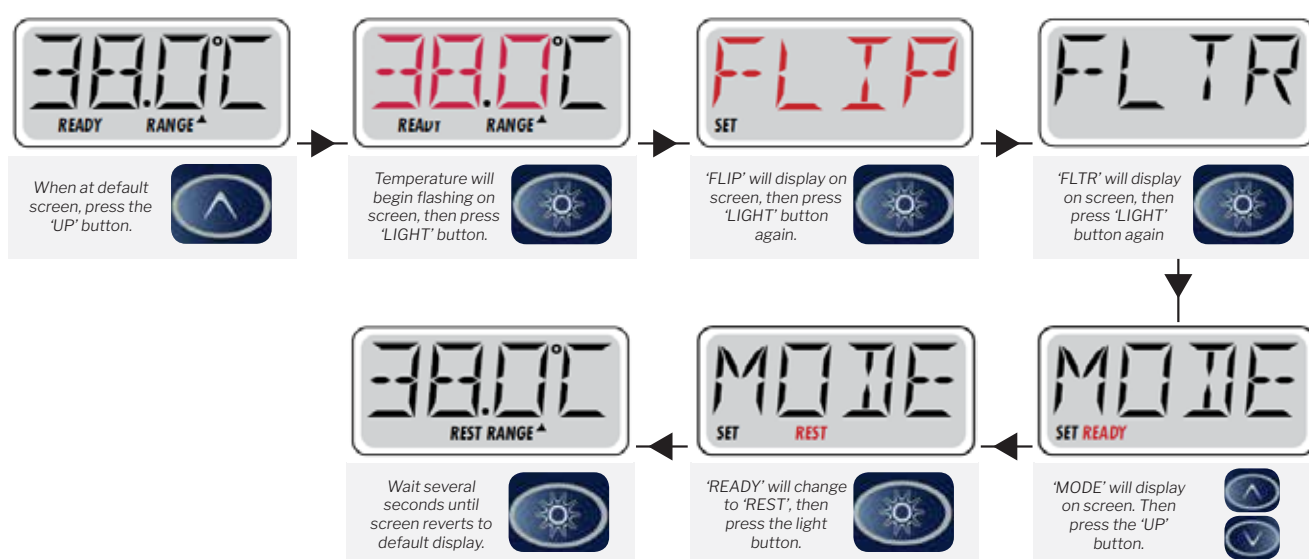 38.0°C
READY RANGE
When at default
screen, press the
‘UP’ button.
38.0°C
READY RANGE
Temperature will
begin flashing on
screen, then press
‘LIGHT’ button.
FLIP
SET
‘FLIP’ will display on
screen, then press
‘LIGHT’ button
again.
FLTR
‘FLTR’ will display
on screen, then
press ‘LIGHT’
button again
MODE
SET READY
‘MODE’ will display
on screen. Then
press the ‘UP’
button.
MODE
SET REST
‘READY’ will change
to ‘REST’, then
press the light
button.
38.0°C
REST RANGE
Wait several
seconds until
screen reverts to
default display.